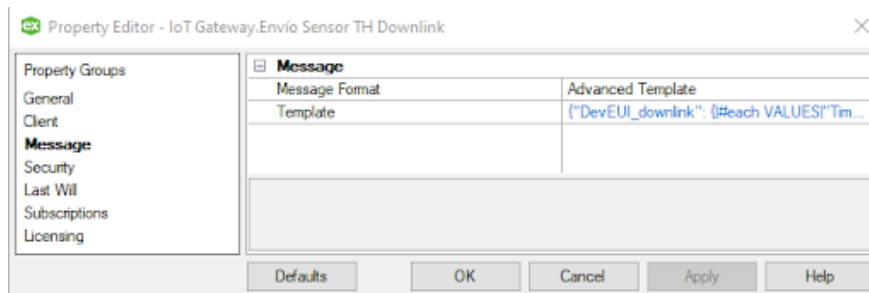 ex Property Editor - IoT Gateway.Envío Sensor TH Downlink
Property Groups
General
Client
Message
Security
Last Will
Subscriptions
Licensing
Message
Message Format Advanced Template
Template {"DevEUI_downlink": {|#each VALUES|"Tim...
Defaults OK Cancel Apply Help